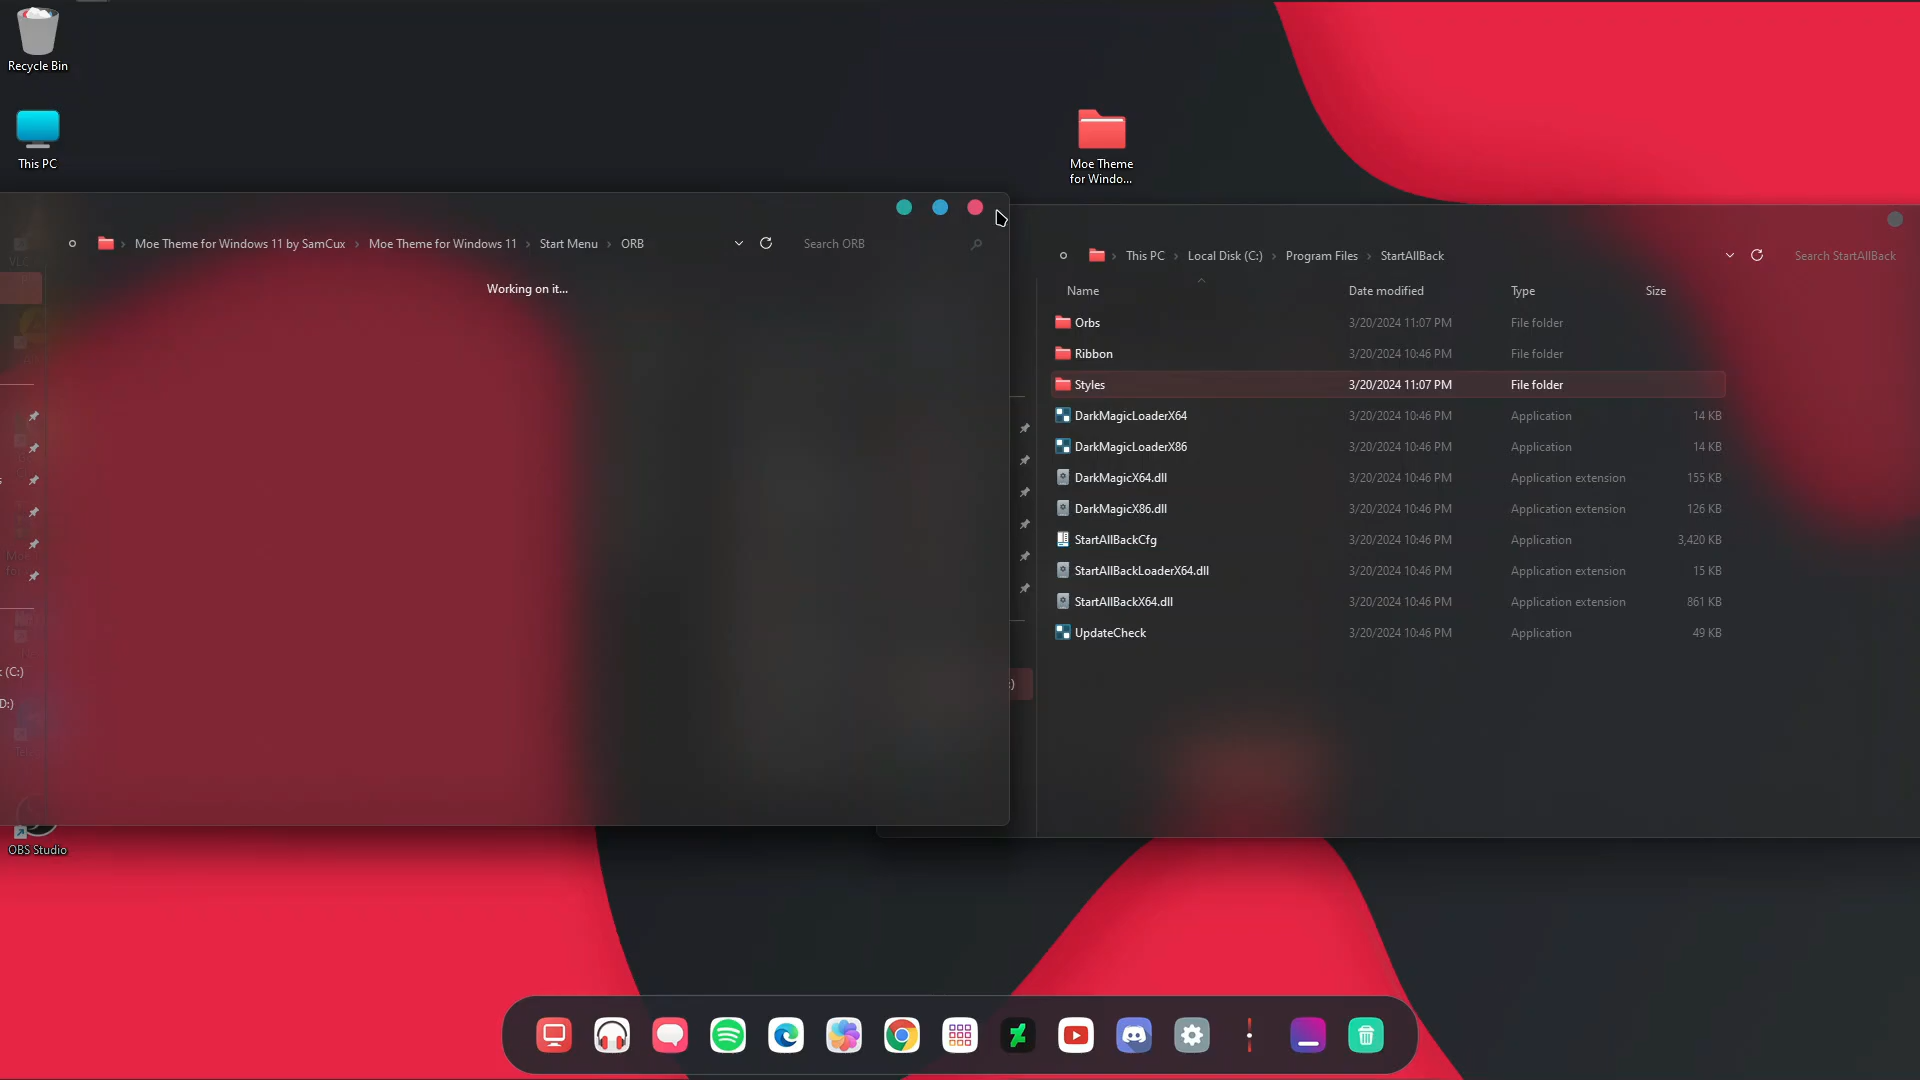 Recycle Bin
This PC
Moe Theme
for Windo...
Moe Theme for Windows 11 by SamCux
Moe Theme for Windows 11
Start Menu
ORB
Search ORB
Working on it...
(C:)
D:)
OBS Studio
This PC
Local Disk (C:)
Program Files
StartAllBack
Search StartAllBack
Name Date modified Type Size
Orbs 3/20/2024 11:07 PM File folder
Ribbon 3/20/2024 10:46 PM File folder
Styles 3/20/2024 11:07 PM File folder
DarkMagicLoaderX64 3/20/2024 10:46 PM Application 14 KB
DarkMagicLoaderX86 3/20/2024 10:46 PM Application 14 KB
DarkMagicX64.dll 3/20/2024 10:46 PM Application extension 155 KB
DarkMagicX86.dll 3/20/2024 10:46 PM Application extension 126 KB
StartAllBackCfg 3/20/2024 10:46 PM Application 3,420 KB
StartAllBackLoaderX64.dll 3/20/2024 10:46 PM Application extension 15 KB
StartAllBackX64.dll 3/20/2024 10:46 PM Application extension 861 KB
UpdateCheck 3/20/2024 10:46 PM Application 49 KB